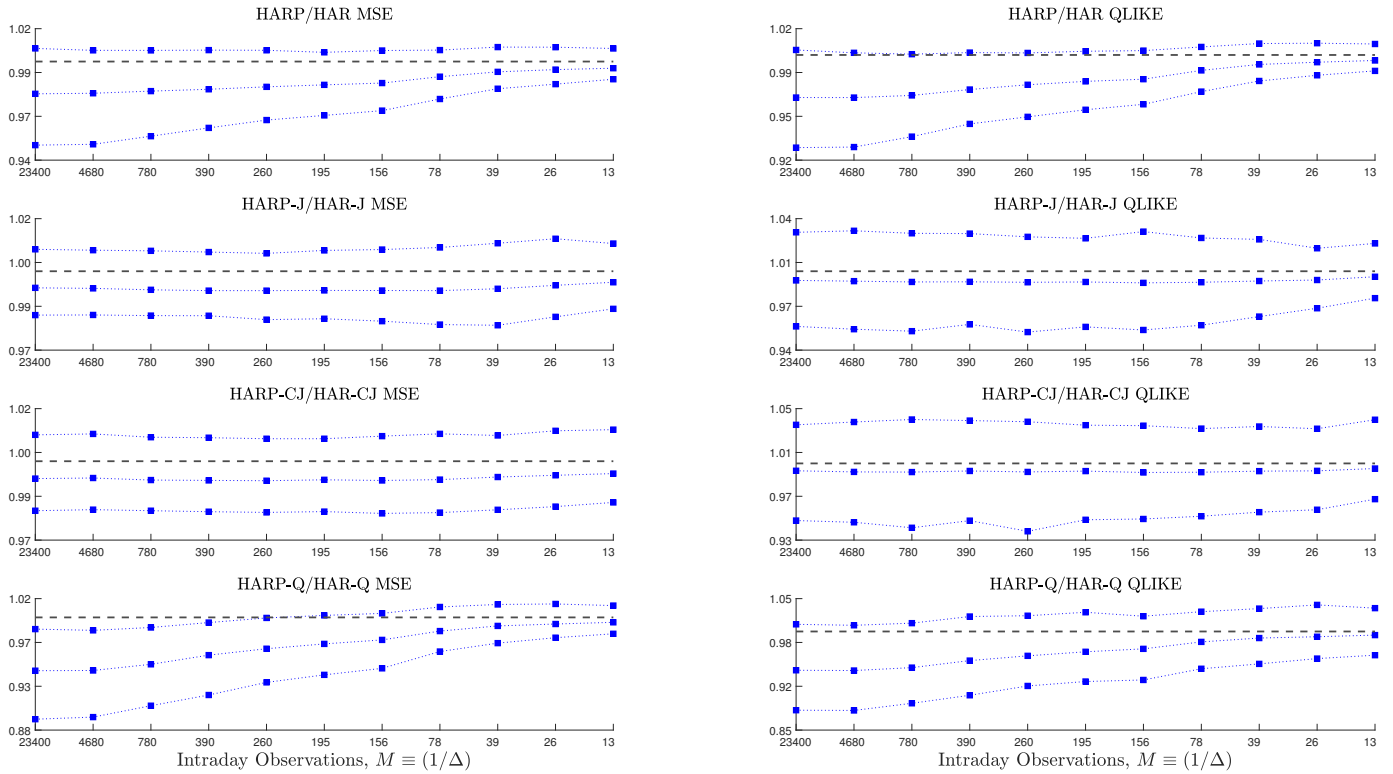 HARP/HAR MSE
1.02
0.99
0.97
0.94
23400 4680 780 390 260 195 156 78 39 26 13
HARP/HAR QLIKE
1.02
0.99
0.95
0.92
23400 4680 780 390 260 195 156 78 39 26 13
HARP-J/HAR-J MSE
1.02
1.00
0.99
0.97
23400 4680 780 390 260 195 156 78 39 26 13
HARP-J/HAR-J QLIKE
1.04
1.01
0.97
0.94
23400 4680 780 390 260 195 156 78 39 26 13
HARP-CJ/HAR-CJ MSE
1.02
1.00
0.99
0.97
23400 4680 780 390 260 195 156 78 39 26 13
HARP-CJ/HAR-CJ QLIKE
1.05
1.01
0.97
0.93
23400 4680 780 390 260 195 156 78 39 26 13
HARP-Q/HAR-Q MSE
1.02
0.97
0.93
0.88
23400 4680 780 390 260 195 156 78 39 26 13
Intraday Observations, M ≡ (1/Δ)
HARP-Q/HAR-Q QLIKE
1.05
0.98
0.92
0.85
23400 4680 780 390 260 195 156 78 39 26 13
Intraday Observations, M ≡ (1/Δ)